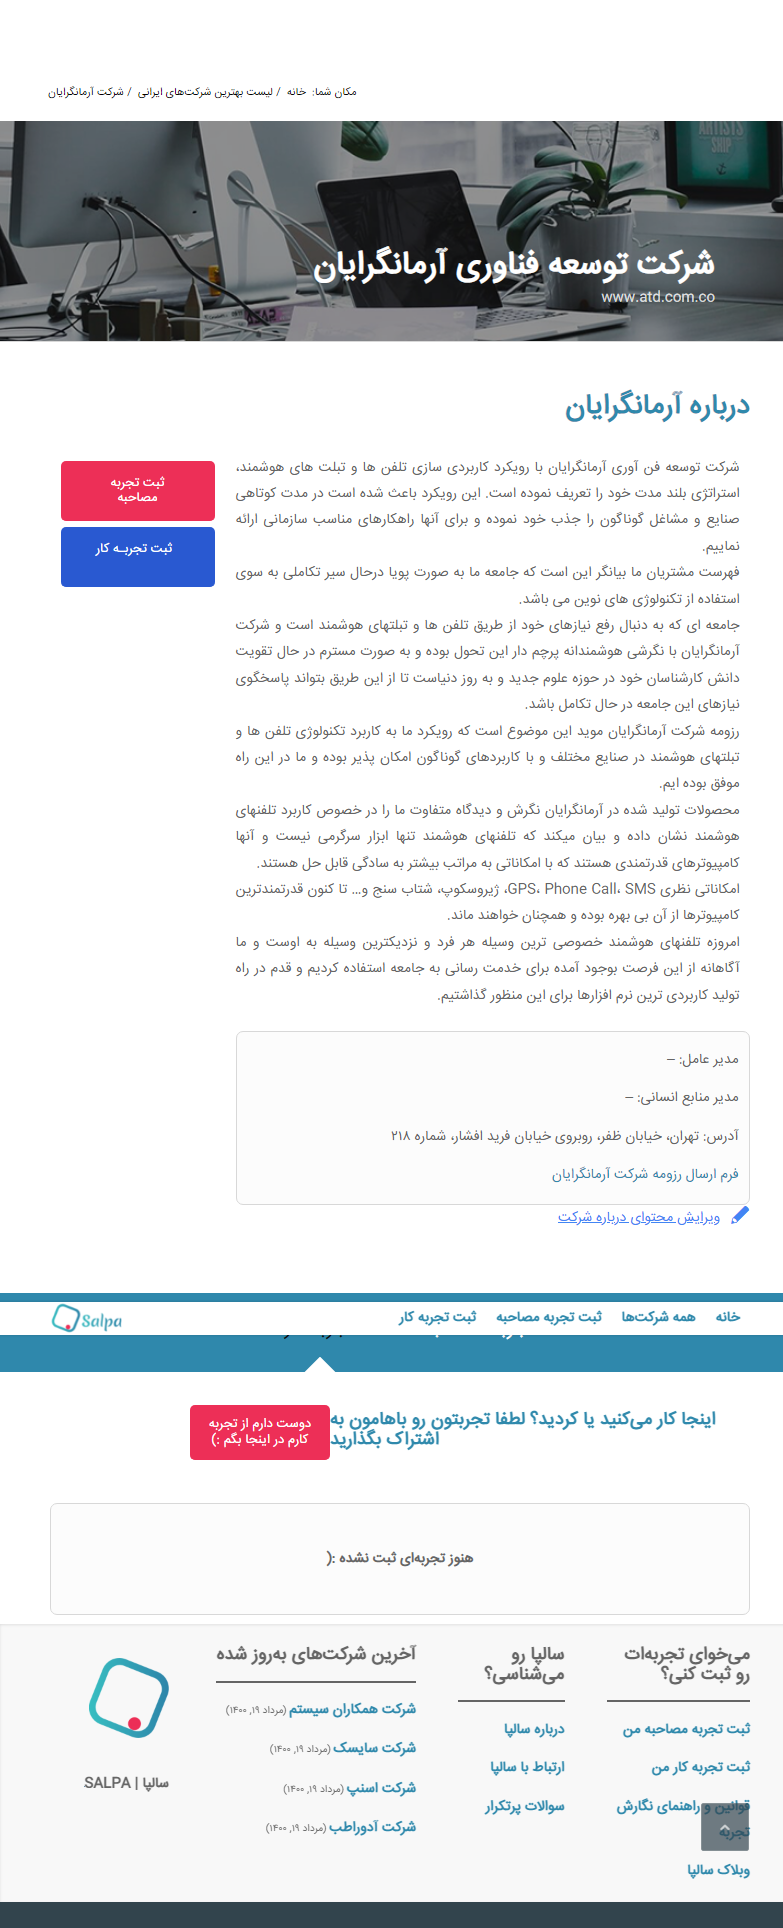 مکان شما: خانه / لیست بهترین شرکت‌های ایرانی / شرکت آرمانگرایان
ARTISTS
SHIP
شرکت توسعه فناوری آرمانگرایان
www.atd.com.co
درباره آرمانگرایان
ثبت تجربه
مصاحبه
ثبت تجربـه کار
شرکت توسعه فن آوری آرمانگرایان با رویکرد کاربردی سازی تلفن ها و تبلت های هوشمند،
استراتژی بلند مدت خود را تعریف نموده است. این رویکرد باعث شده است در مدت کوتاهی
صنایع و مشاغل گوناگون را جذب خود نموده و برای آنها راهکارهای مناسب سازمانی ارائه
نماییم.
فهرست مشتریان ما بیانگر این است که جامعه ما به صورت پویا درحال سیر تکاملی به سوی
استفاده از تکنولوژی های نوین می باشد.
جامعه ای که به دنبال رفع نیازهای خود از طریق تلفن ها و تبلتهای هوشمند است و شرکت
آرمانگرایان با نگرشی هوشمندانه پرچم دار این تحول بوده و به صورت مسترم در حال تقویت
دانش کارشناسان خود در حوزه علوم جدید و به روز دنیاست تا از این طریق بتواند پاسخگوی
نیازهای این جامعه در حال تکامل باشد.
رزومه شرکت آرمانگرایان موید این موضوع است که رویکرد ما به کاربرد تکنولوژی تلفن ها و
تبلتهای هوشمند در صنایع مختلف و با کاربردهای گوناگون امکان پذیر بوده و ما در این راه
موفق بوده ایم.
محصولات تولید شده در آرمانگرایان نگرش و دیدگاه متفاوت ما را در خصوص کاربرد تلفنهای
هوشمند نشان داده و بیان میکند که تلفنهای هوشمند تنها ابزار سرگرمی نیست و آنها
کامپیوترهای قدرتمندی هستند که با امکاناتی به مراتب بیشتر به سادگی قابل حل هستند.
امکاناتی نظری GPS، Phone Call، SMS، ژیروسکوپ، شتاب سنج و… تا کنون قدرتمندترین
کامپیوترها از آن بی بهره بوده و همچنان خواهند ماند.
امروزه تلفنهای هوشمند خصوصی ترین وسیله هر فرد و نزدیکترین وسیله به اوست و ما
آگاهانه از این فرصت بوجود آمده برای خدمت رسانی به جامعه استفاده کردیم و قدم در راه
تولید کاربردی ترین نرم افزارها برای این منظور گذاشتیم.
مدیر عامل: –
مدیر منابع انسانی: –
آدرس: تهران، خیابان ظفر، روبروی خیابان فرید افشار، شماره ۲۱۸
فرم ارسال رزومه شرکت آرمانگرایان
ویرایش محتوای درباره شرکت
خانه همه شرکت‌ها ثبت تجربه مصاحبه ثبت تجربه کار
Salpa
اینجا کار می‌کنید یا کردید؟ لطفا تجربتون رو باهامون به
اشتراک بگذارید
دوست دارم از تجربه
کارم در اینجا بگم :)
هنوز تجربه‌ای ثبت نشده :(
می‌خوای تجربه‌ات
رو ثبت کنی؟
ثبت تجربه مصاحبه من
ثبت تجربه کار من
قوانین و راهنمای نگارش
تجربه
وبلاک سالپا
سالپا رو
می‌شناسی؟
درباره سالپا
ارتباط با سالپا
سوالات پرتکرار
آخرین شرکت‌های به‌روز شده
شرکت همکاران سیستم (مرداد ۱۹, ۱۴۰۰)
شرکت سایسک (مرداد ۱۹, ۱۴۰۰)
شرکت اسنپ (مرداد ۱۹, ۱۴۰۰)
شرکت آدوراطب (مرداد ۱۹, ۱۴۰۰)
سالپا | SALPA